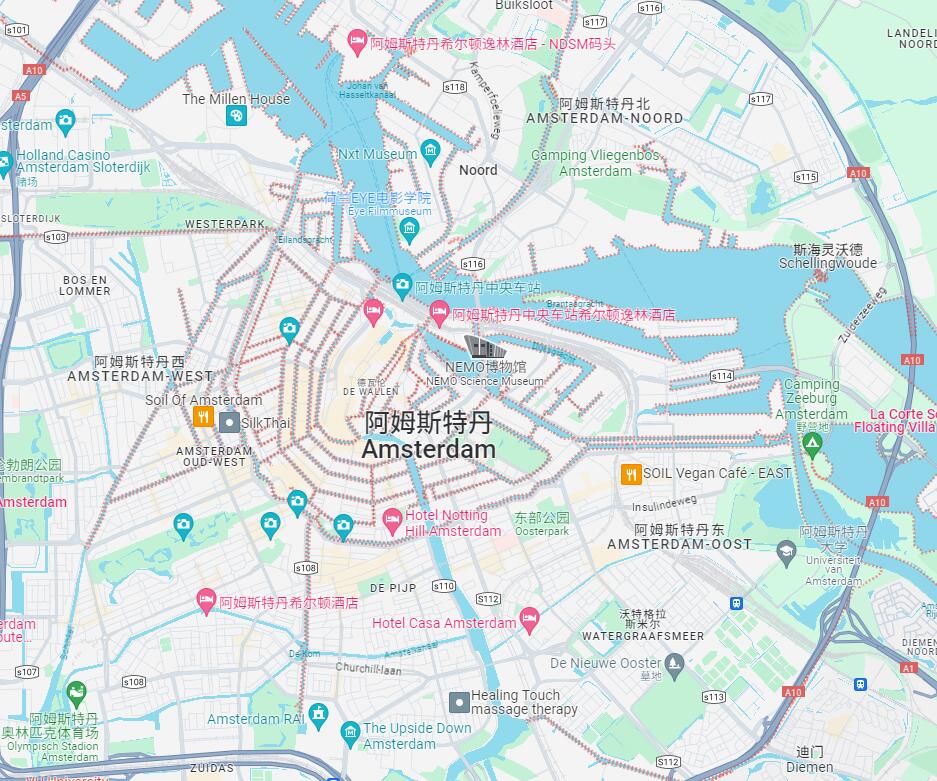 Buiksloot
s116
s117
s101
LANDELI
NOORD
阿姆斯特丹希尔顿逸林酒店 - NDSM码头
A10
A5
Johan van
Hasseltkanaal
s118
Kamperfoelieweg
The Millen House
s117
阿姆斯特丹北
AMSTERDAM-NOORD
sterdam
Holland Casino
Amsterdam Sloterdijk
赌场
Nxt Museum
Noord
Camping Vliegenbos
Amsterdam
A10
s115
荷兰EYE电影学院
Eye Filmmuseum
SLOTERDIJK
WESTERPARK
s103
Eilandsgracht
s116
斯海灵沃德
Schellingwoude
BOS EN
LOMMER
阿姆斯特丹中央车站
Brantasgracht
阿姆斯特丹中央车站希尔顿逸林酒店
Zuiderzeeweg
NEMO博物馆
NEMO Science Museum
A10
阿姆斯特丹西
AMSTERDAM-WEST
德瓦伦
DE WALLEN
s114
Camping
Zeeburg
Amsterdam
野营地
Soil Of Amsterdam
SilkThai
阿姆斯特丹
Amsterdam
La Corte S
Floating Villa
AMSTERDAM
OUD-WEST
伦勃朗公园
embrandtpark
SOIL Vegan Café - EAST
Amsterdam
A10
Insulindeweg
Hotel Notting
Hill Amsterdam
东部公园
Oosterpark
阿姆斯特丹东
AMSTERDAM-OOST
阿姆斯特丹
大学
Universiteit
van
Amsterdam
s108
DE PIJP
s110
S112
阿姆斯特丹希尔顿酒店
Hotel Casa Amsterdam
沃特格拉
斯米尔
WATERGRAAFSMEER
erdam
oute...
Schinkel
De Kom
Amstelkanaal
Churchill-laan
De Nieuwe Ooster
墓地
DIEMEN
NOORD
A1
s107
s108
s113
A10
Healing Touch
massage therapy
阿姆斯特丹
奥林匹克体育场
Olympisch Stadion
Amsterdam
Amsterdam RAI
The Upside Down
Amsterdam
迪门
Diemen
S112
ZUIDAS